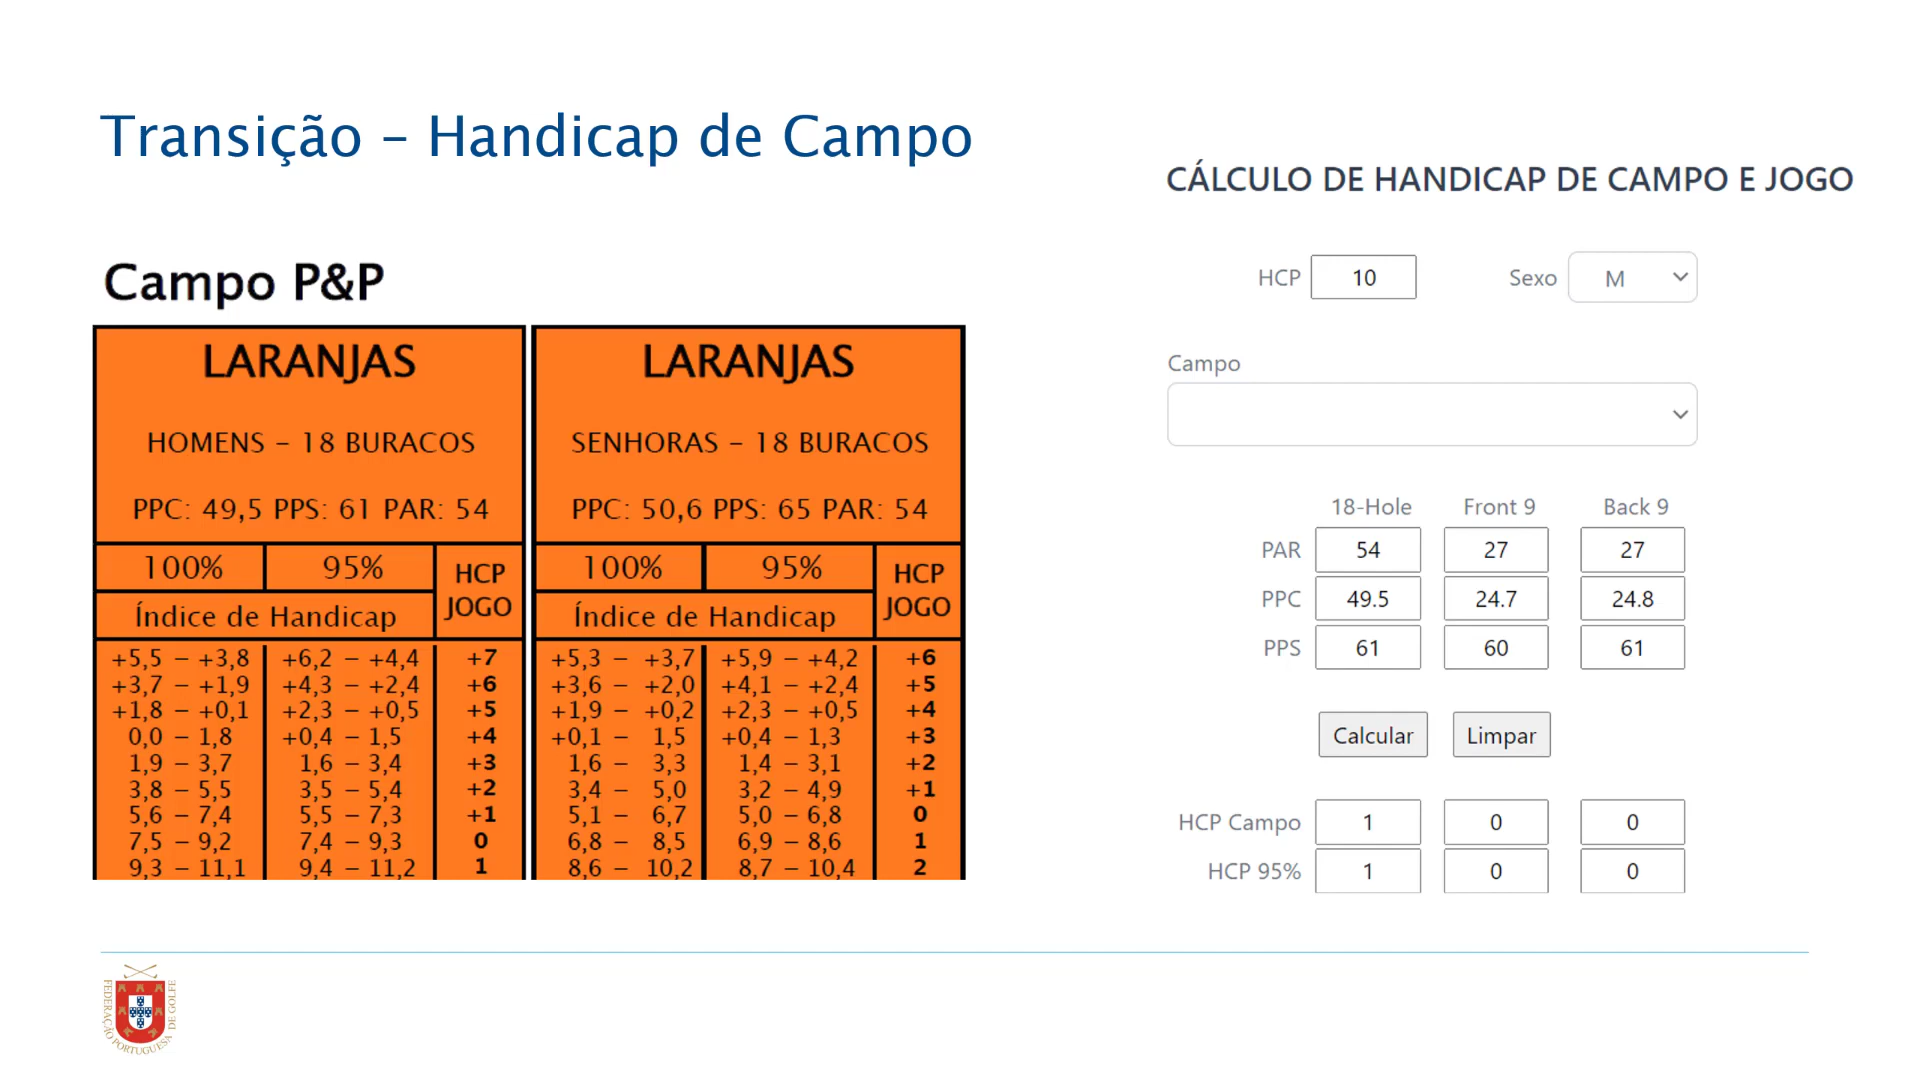 Transição – Handicap de Campo
Campo P&P
LARANJAS
HOMENS – 18 BURACOS
PPC: 49,5 PPS: 61 PAR: 54
100% 95% HCP JOGO
Índice de Handicap
+5,5 – +3,8 +6,2 – +4,4 +7
+3,7 – +1,9 +4,3 – +2,4 +6
+1,8 – +0,1 +2,3 – +0,5 +5
0,0 – 1,8 +0,4 – 1,5 +4
1,9 – 3,7 1,6 – 3,4 +3
3,8 – 5,5 3,5 – 5,4 +2
5,6 – 7,4 5,5 – 7,3 +1
7,5 – 9,2 7,4 – 9,3 0
9,3 – 11,1 9,4 – 11,2 1
LARANJAS
SENHORAS – 18 BURACOS
PPC: 50,6 PPS: 65 PAR: 54
100% 95% HCP JOGO
Índice de Handicap
+5,3 – +3,7 +5,9 – +4,2 +6
+3,6 – +2,0 +4,1 – +2,4 +5
+1,9 – +0,2 +2,3 – +0,5 +4
+0,1 – 1,5 +0,4 – 1,3 +3
1,6 – 3,3 1,4 – 3,1 +2
3,4 – 5,0 3,2 – 4,9 +1
5,1 – 6,7 5,0 – 6,8 0
6,8 – 8,5 6,9 – 8,6 1
8,6 – 10,2 8,7 – 10,4 2
CÁLCULO DE HANDICAP DE CAMPO E JOGO
HCP 10 Sexo M
Campo
18-Hole Front 9 Back 9
PAR 54 27 27
PPC 49.5 24.7 24.8
PPS 61 60 61
Calcular Limpar
HCP Campo 1 0 0
HCP 95% 1 0 0
FEDERAÇÃO PORTUGUESA DE GOLFE